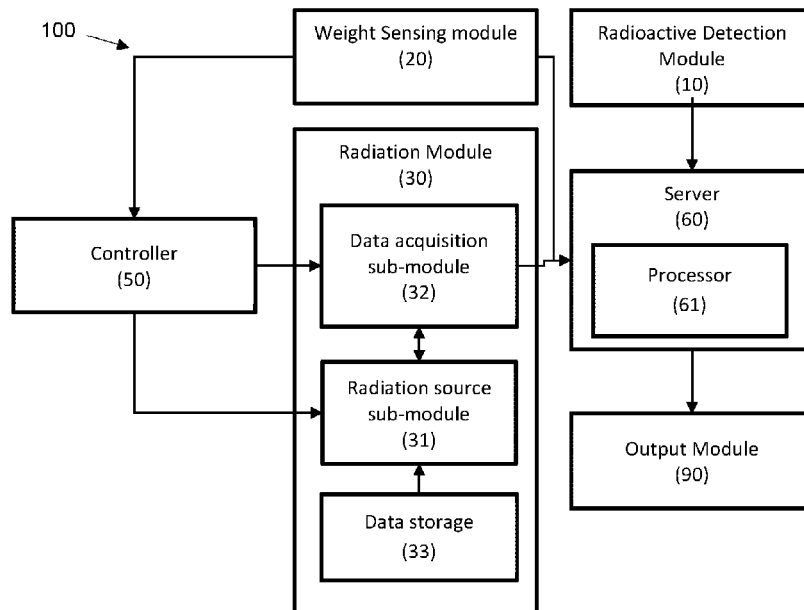 100
Weight Sensing module
(20)
Radioactive Detection
Module
(10)
Radiation Module
(30)
Controller
(50)
Data acquisition
sub-module
(32)
Server
(60)
Processor
(61)
Radiation source
sub-module
(31)
Output Module
(90)
Data storage
(33)